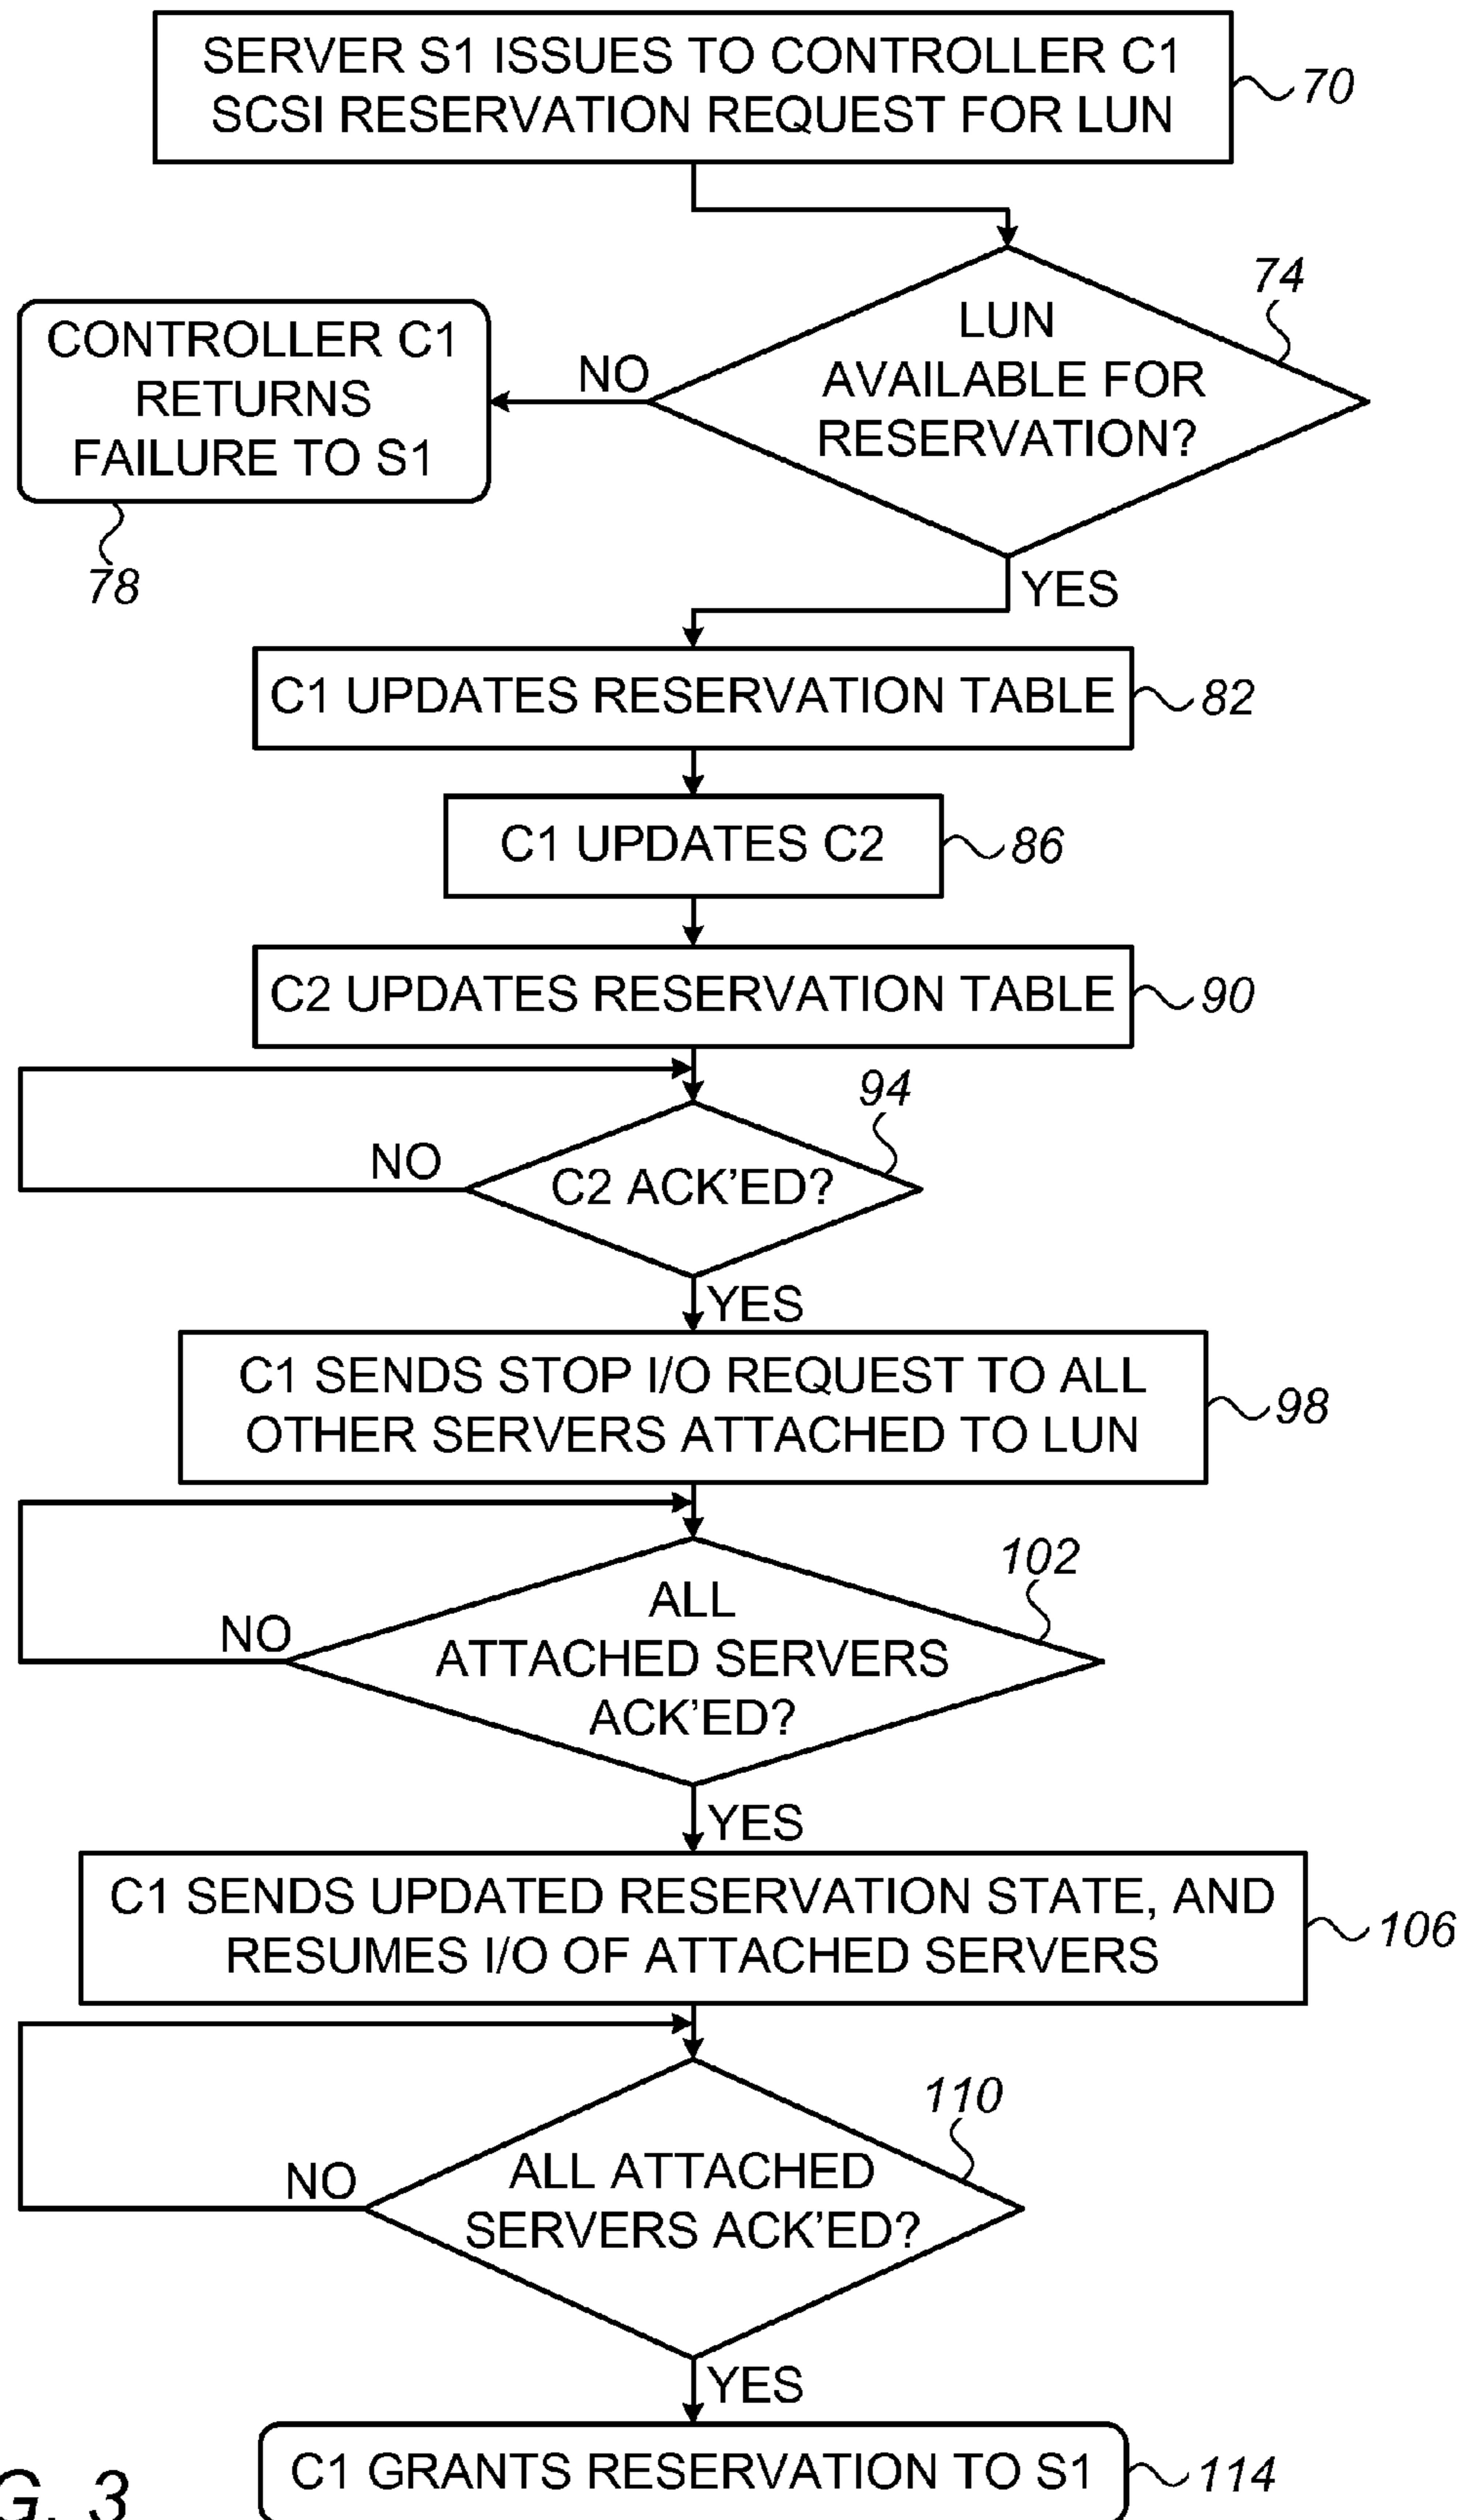 SERVER S1 ISSUES TO CONTROLLER C1
SCSI RESERVATION REQUEST FOR LUN
70
74
LUN
AVAILABLE FOR
RESERVATION?
NO
CONTROLLER C1
RETURNS
FAILURE TO S1
78
YES
C1 UPDATES RESERVATION TABLE
82
C1 UPDATES C2
86
C2 UPDATES RESERVATION TABLE
90
94
NO
C2 ACK'ED?
YES
C1 SENDS STOP I/O REQUEST TO ALL
OTHER SERVERS ATTACHED TO LUN
98
102
ALL
ATTACHED SERVERS
ACK'ED?
NO
YES
C1 SENDS UPDATED RESERVATION STATE, AND
RESUMES I/O OF ATTACHED SERVERS
106
110
NO
ALL ATTACHED
SERVERS ACK'ED?
YES
C1 GRANTS RESERVATION TO S1
114
G. 3